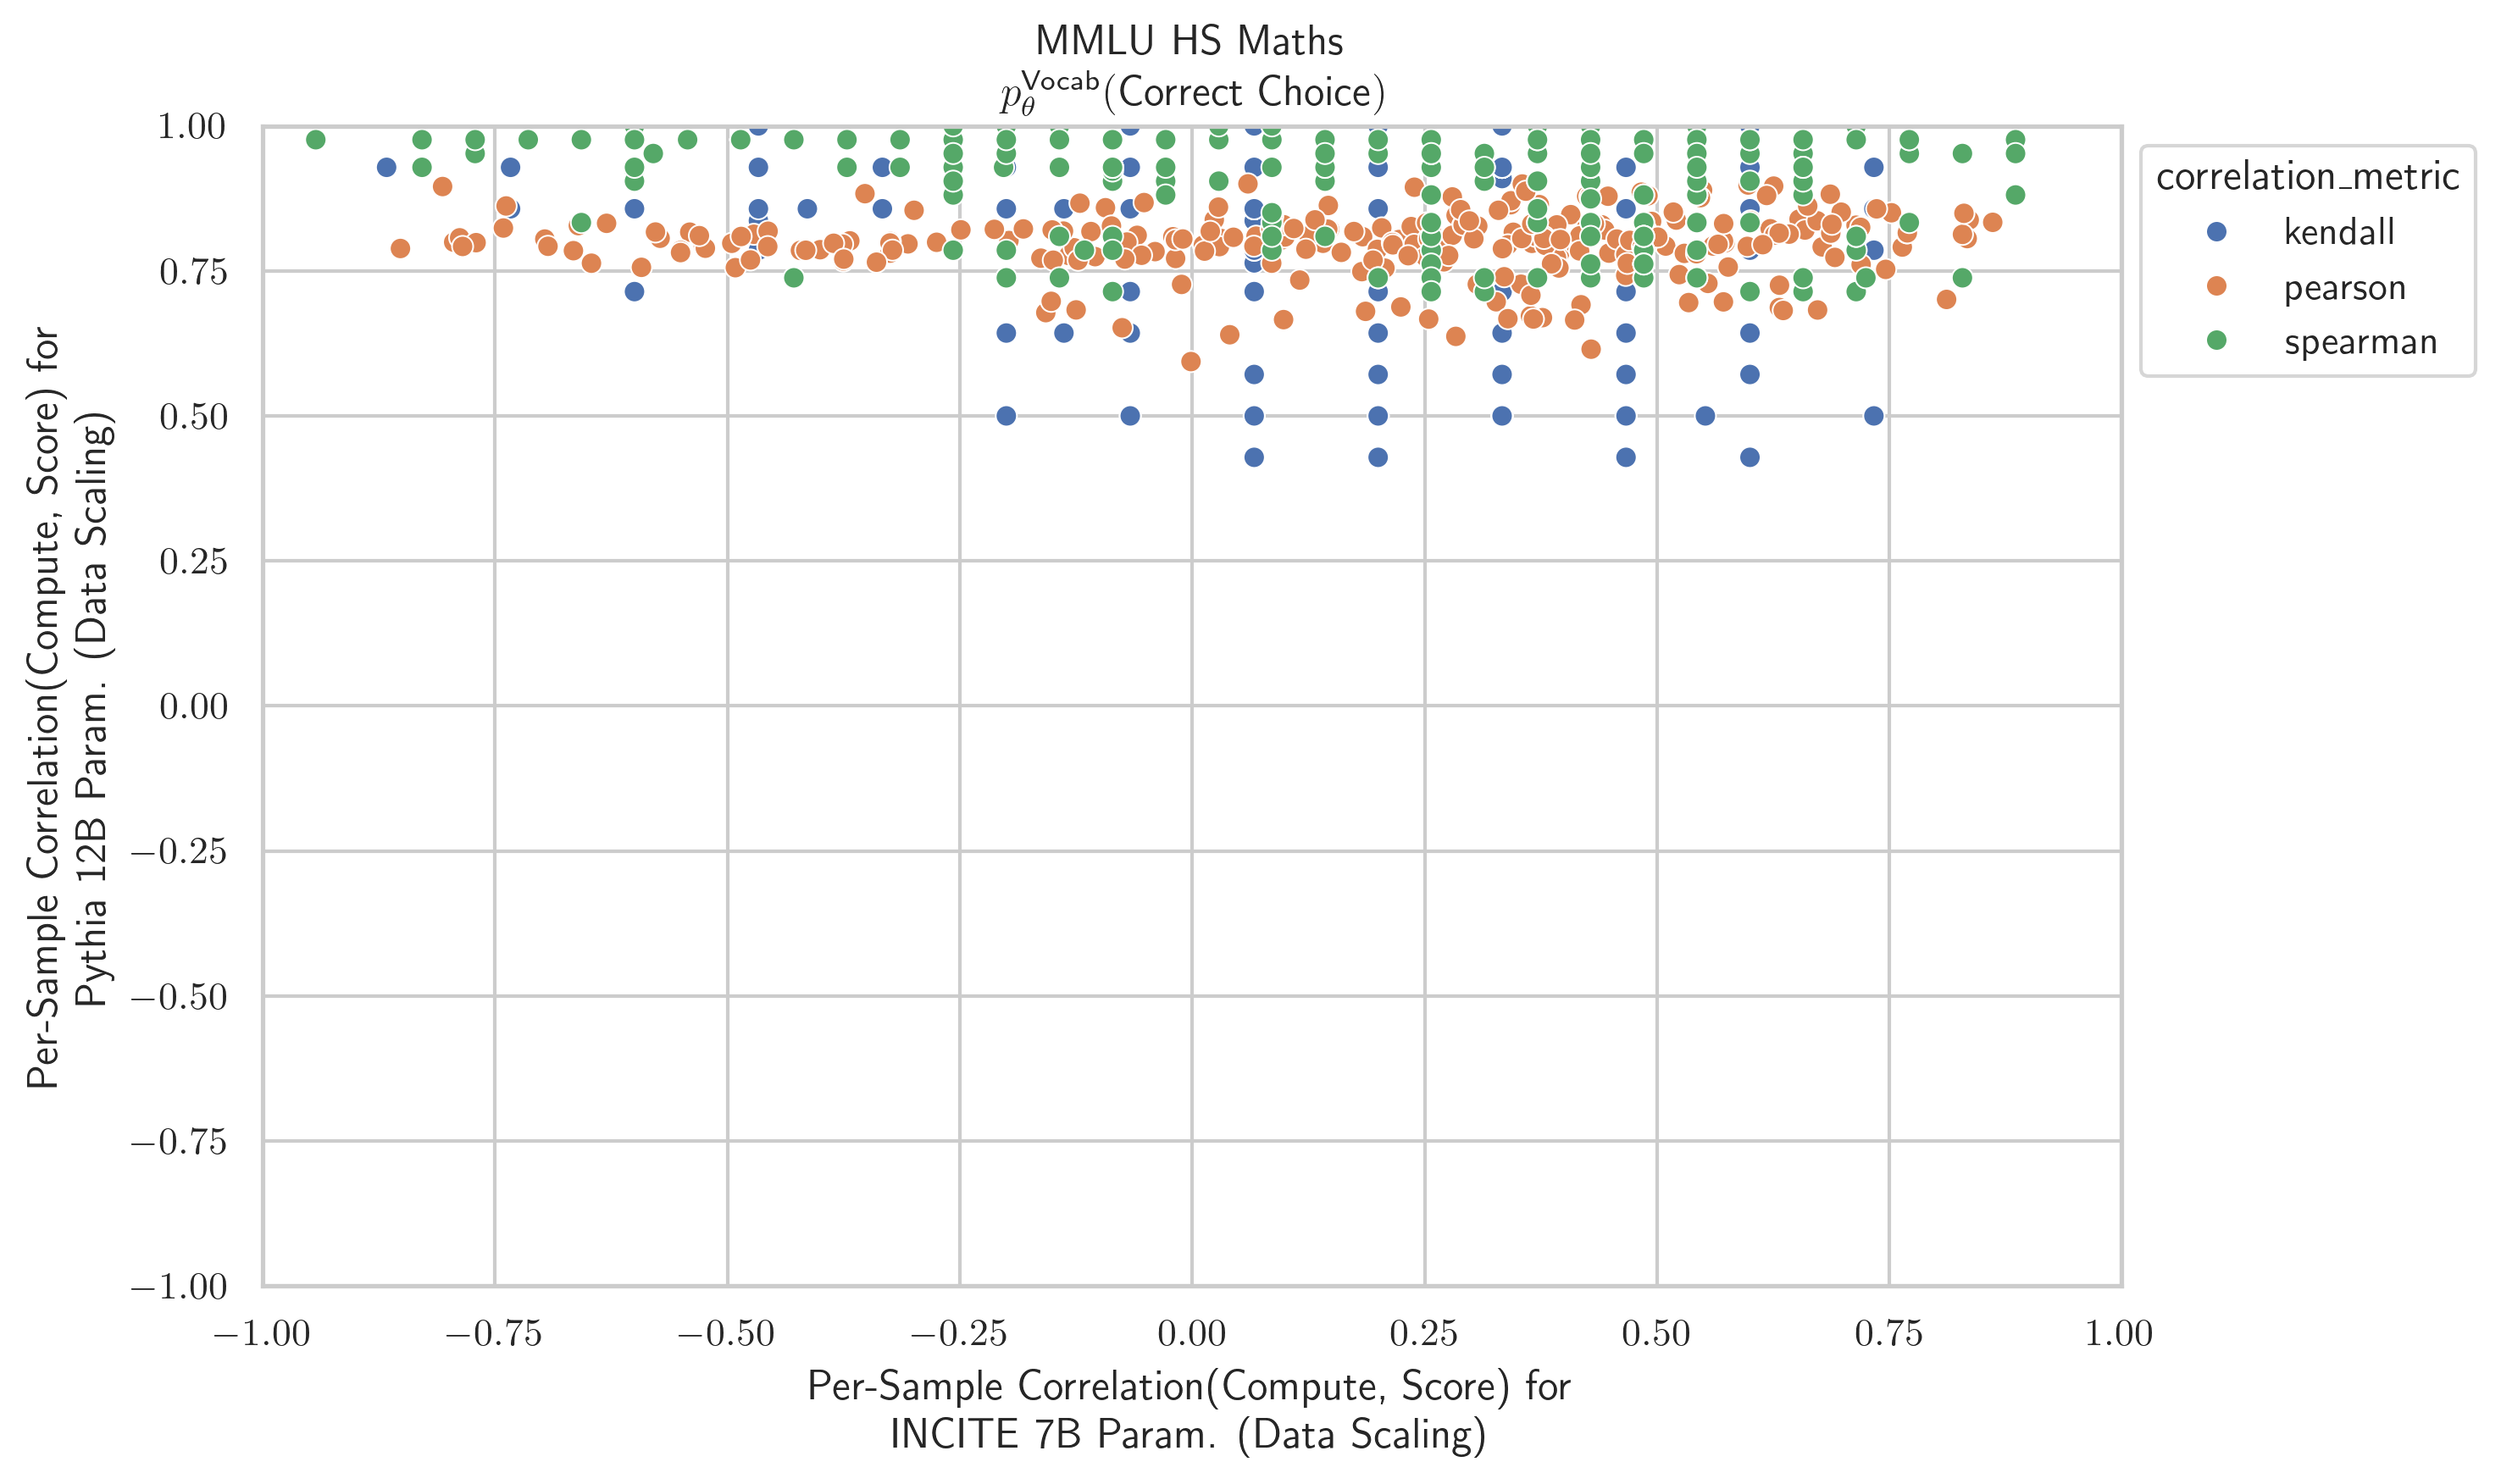 MMLU HS Maths
p_θ^Vocab(Correct Choice)
1.00
0.75
0.50
0.25
0.00
−0.25
−0.50
−0.75
−1.00
Per-Sample Correlation(Compute, Score) for
Pythia 12B Param. (Data Scaling)
−1.00
−0.75
−0.50
−0.25
0.00
0.25
0.50
0.75
1.00
Per-Sample Correlation(Compute, Score) for
INCITE 7B Param. (Data Scaling)
correlation_metric
kendall
pearson
spearman